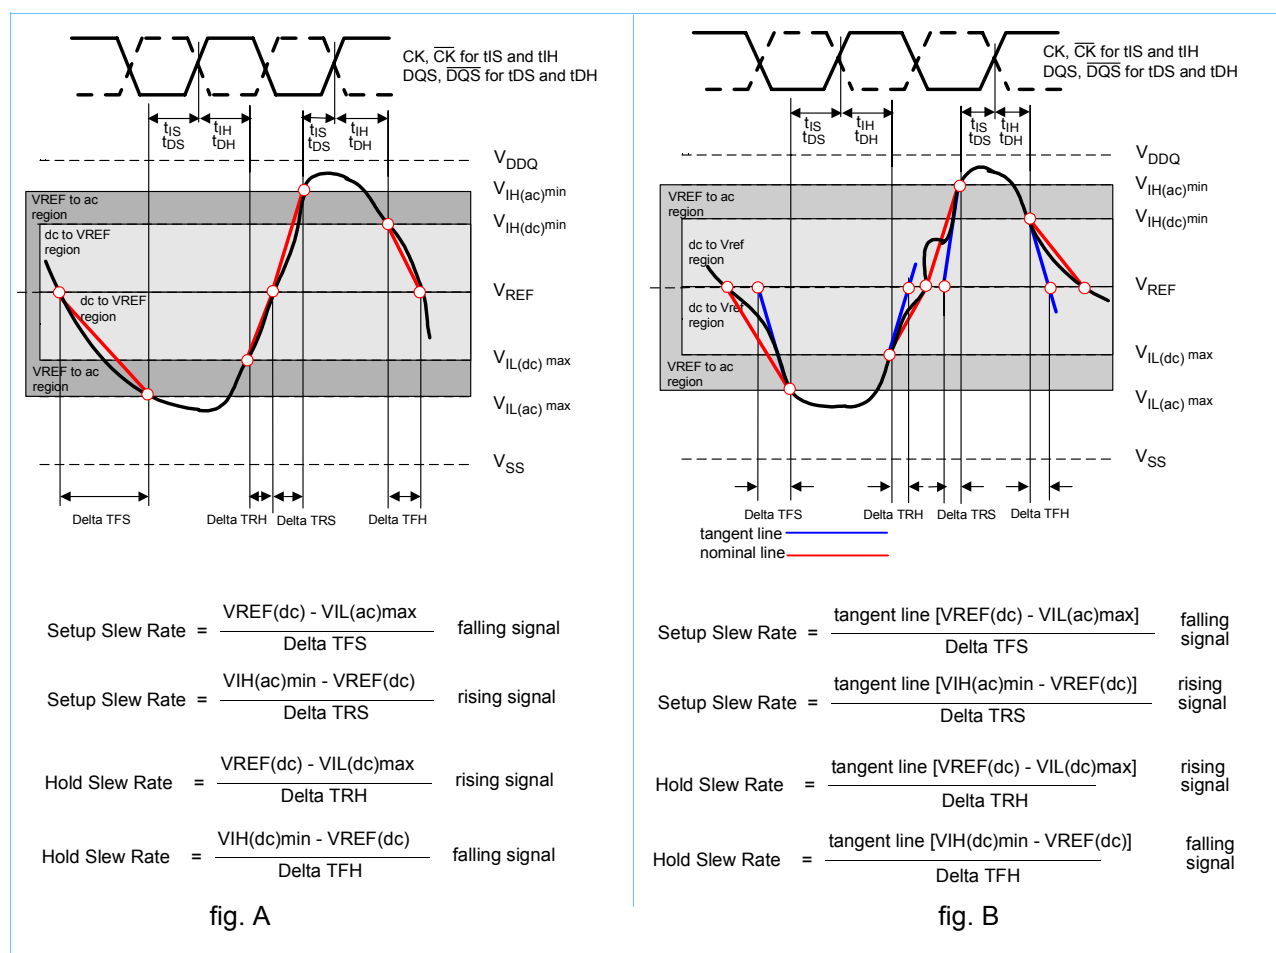 CK, CK for tIS and tIH
DQS, DQS for tDS and tDH
tIS
tDS
tIH
tDH
tIS
tDS
tIH
tDH
VDDQ
VIH(ac)min
VIH(dc)min
VREF
VIL(dc) max
VIL(ac) max
VSS
VREF to ac
region
dc to VREF
region
dc to VREF
region
VREF to ac
region
Delta TFS
Delta TRH
Delta TRS
Delta TFH
Setup Slew Rate =
VREF(dc) - VIL(ac)max
Delta TFS
falling signal
Setup Slew Rate =
VIH(ac)min - VREF(dc)
Delta TRS
rising signal
Hold Slew Rate =
VREF(dc) - VIL(dc)max
Delta TRH
rising signal
Hold Slew Rate =
VIH(dc)min - VREF(dc)
Delta TFH
falling signal
fig. A
CK, CK for tIS and tIH
DQS, DQS for tDS and tDH
tIS
tDS
tIH
tDH
tIS
tDS
tIH
tDH
VDDQ
VIH(ac)min
VIH(dc)min
VREF
VIL(dc) max
VIL(ac) max
VSS
VREF to ac
region
dc to Vref
region
dc to Vref
region
VREF to ac
region
Delta TFS
Delta TRH
Delta TRS
Delta TFH
tangent line
nominal line
Setup Slew Rate =
tangent line [VREF(dc) - VIL(ac)max]
Delta TFS
falling
signal
Setup Slew Rate =
tangent line [VIH(ac)min - VREF(dc)]
Delta TRS
rising
signal
Hold Slew Rate =
tangent line [VREF(dc) - VIL(dc)max]
Delta TRH
rising
signal
Hold Slew Rate =
tangent line [VIH(dc)min - VREF(dc)]
Delta TFH
falling
signal
fig. B